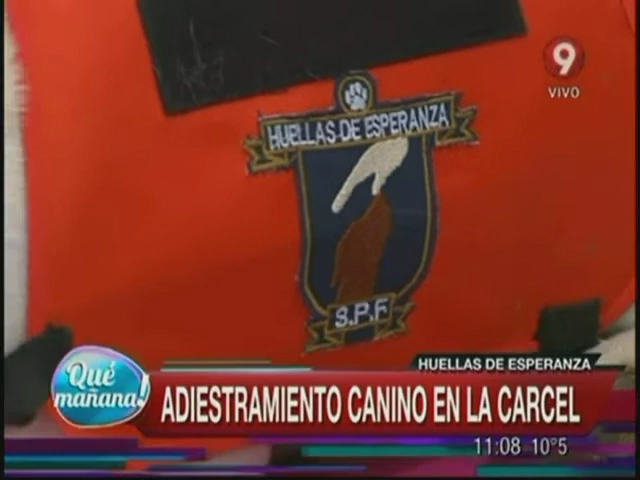 9
VIVO
HUELLAS DE ESPERANZA
S.P.F
HUELLAS DE ESPERANZA
Qué mañana!
ADIESTRAMIENTO CANINO EN LA CARCEL
11:08 10°5